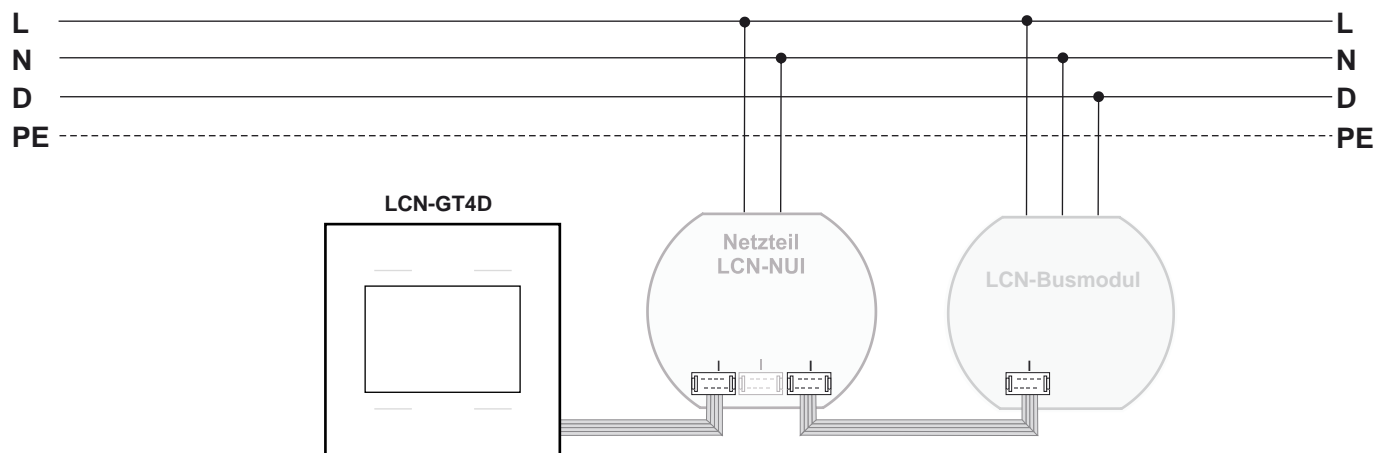 L L
N N
D D
PE PE
LCN-GT4D
Netzteil
LCN-NUI
LCN-Busmodul
I I I I